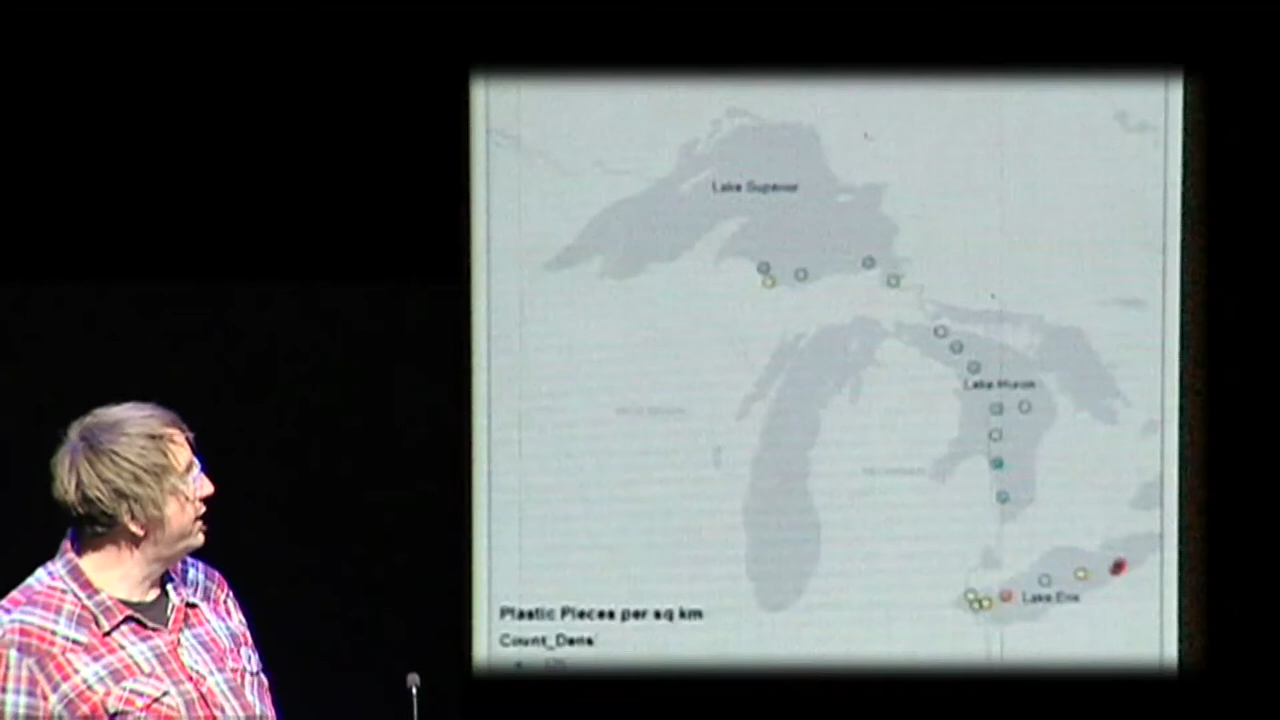 Lake Superior
Lake Huron
Lake Erie
Plastic Pieces per sq km
Count_Dens